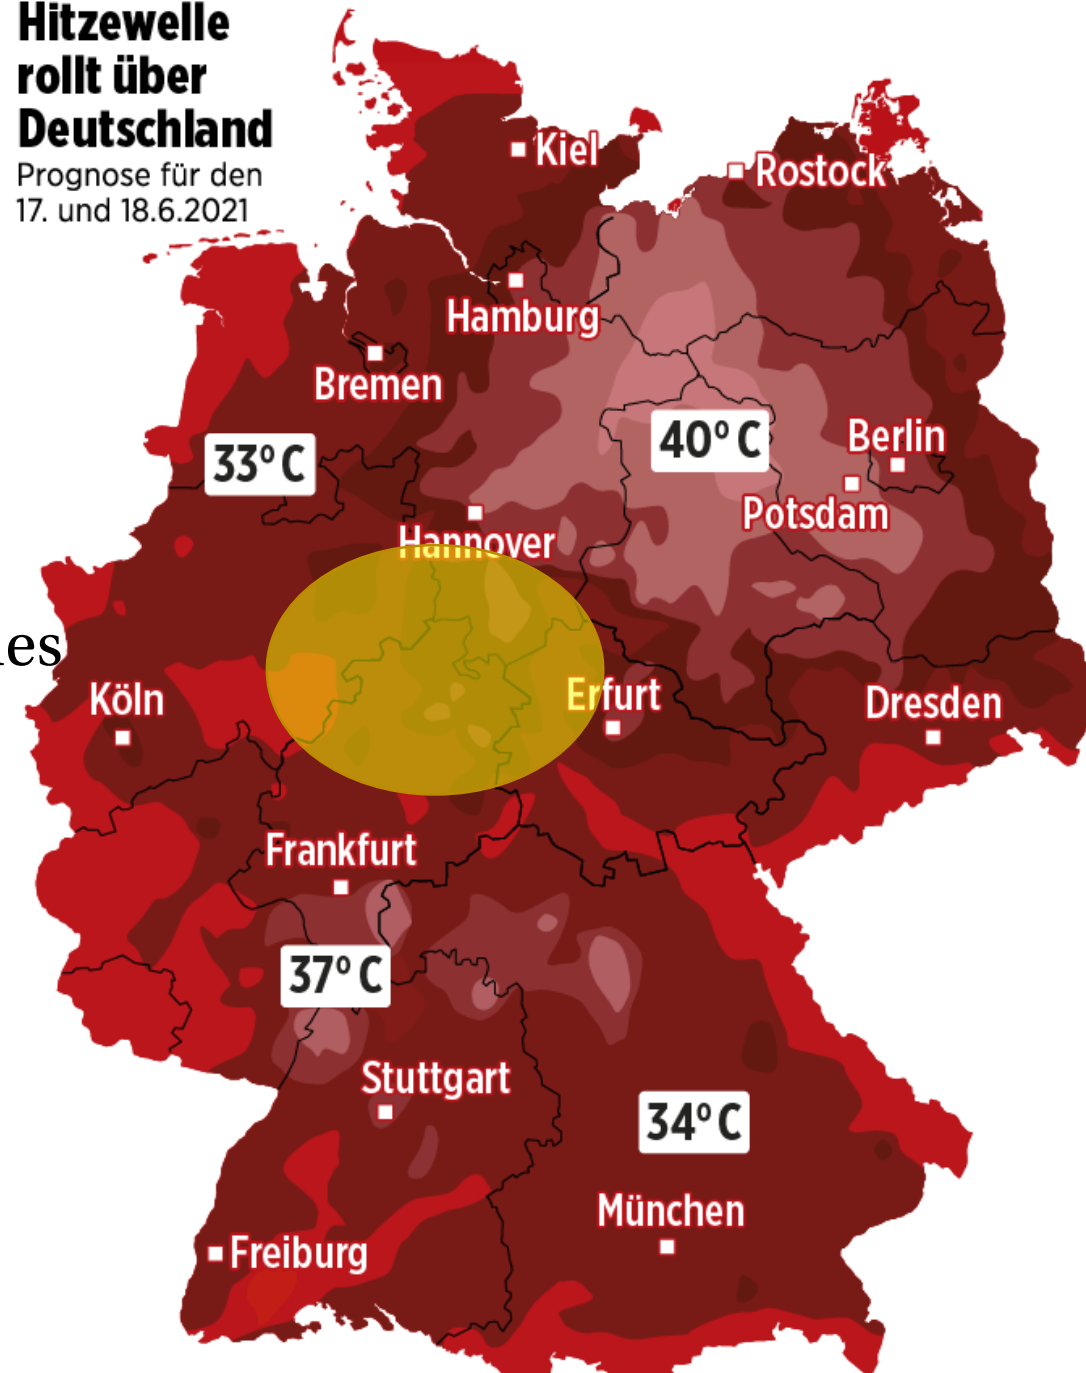 Hitzewelle
rollt über
Deutschland
Prognose für den
17. und 18.6.2021
Kiel
Rostock
Hamburg
Bremen
33° C
40° C
Berlin
Potsdam
Hannover
Köln
Erfurt
Dresden
Frankfurt
37° C
Stuttgart
34° C
München
Freiburg